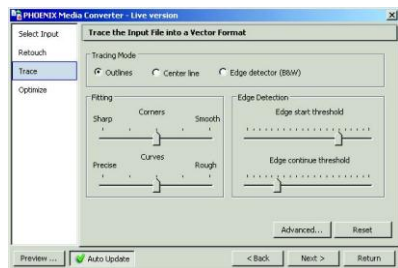 PHOENIX Media Converter - Live version
Select Input
Retouch
Trace
Optimize
Trace the Input File into a Vector Format
Tracing Mode
Outlines Center line Edge detector (B&W)
Fitting
Corners
Sharp Smooth
Curves
Precise Rough
Edge Detection
Edge start threshold
Edge continue threshold
Advanced... Reset
Preview ... Auto Update < Back Next > Return